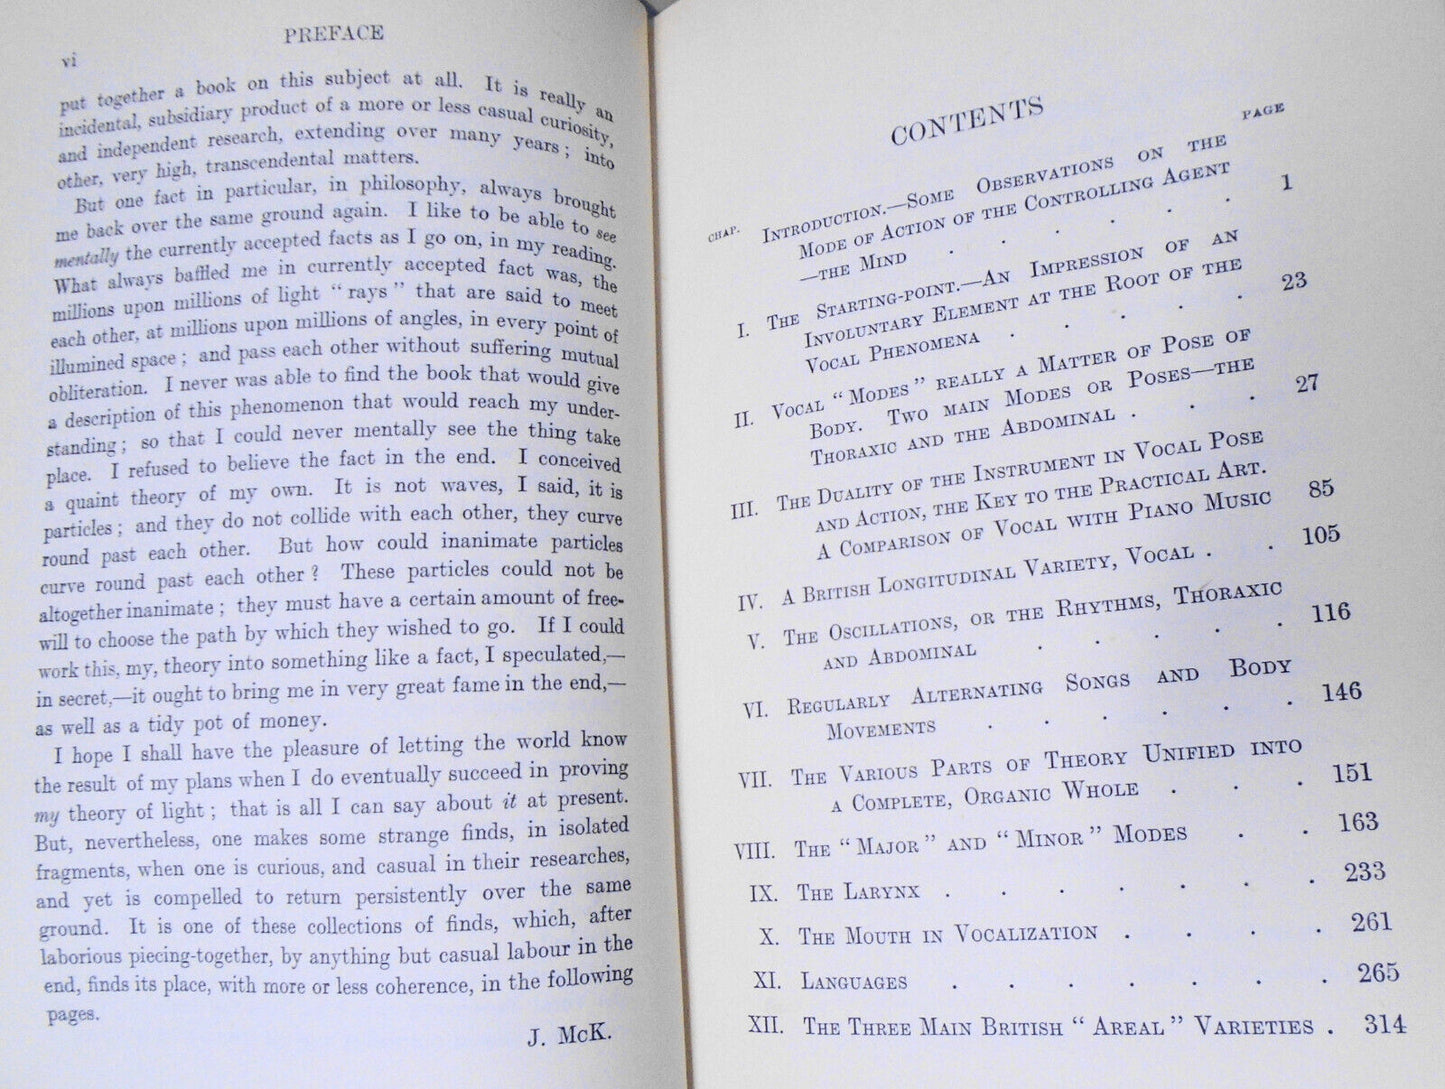 PREFACE
vi
put together a book on this subject at all. It is really an
incidental, subsidiary product of a more or less casual curiosity,
and independent research, extending over many years; into
other, very high, transcendental matters.
But one fact in particular, in philosophy, always brought
me back over the same ground again. I like to be able to see
mentally the currently accepted facts as I go on, in my reading.
What always baffled me in currently accepted fact was, the
millions upon millions of light “rays” that are said to meet
each other, at millions upon millions of angles, in every point of
illumined space; and pass each other without suffering mutual
obliteration. I never was able to find the book that would give
a description of this phenomenon that would reach my under-
standing; so that I could never mentally see the thing take
place. I refused to believe the fact in the end. I conceived
a quaint theory of my own. It is not waves, I said, it is
particles; and they do not collide with each other, they curve
round past each other. But how could inanimate particles
curve round past each other? These particles could not be
altogether inanimate; they must have a certain amount of free-
will to choose the path by which they wished to go. If I could
work this, my, theory into something like a fact, I speculated,—
in secret,—it ought to bring me in very great fame in the end,—
as well as a tidy pot of money.
I hope I shall have the pleasure of letting the world know
the result of my plans when I do eventually succeed in proving
my theory of light; that is all I can say about it at present.
But, nevertheless, one makes some strange finds, in isolated
fragments, when one is curious, and casual in their researches,
and yet is compelled to return persistently over the same
ground. It is one of these collections of finds, which, after
laborious piecing-together, by anything but casual labour in the
end, finds its place, with more or less coherence, in the following
pages.
J. McK.
CONTENTS
PAGE
CHAP. INTRODUCTION.—SOME OBSERVATIONS ON THE
MODE OF ACTION OF THE CONTROLLING AGENT
—THE MIND . . . . . . 1
I. THE STARTING-POINT.—AN IMPRESSION OF AN
INVOLUNTARY ELEMENT AT THE ROOT OF THE
VOCAL PHENOMENA . . . . . 23
II. VOCAL “MODES” REALLY A MATTER OF POSE OF
BODY. TWO MAIN MODES OR POSES—THE
THORAXIC AND THE ABDOMINAL . . . 27
III. THE DUALITY OF THE INSTRUMENT IN VOCAL POSE
AND ACTION, THE KEY TO THE PRACTICAL ART.
A COMPARISON OF VOCAL WITH PIANO MUSIC 85
IV. A BRITISH LONGITUDINAL VARIETY, VOCAL . . 105
V. THE OSCILLATIONS, OR THE RHYTHMS, THORAXIC
AND ABDOMINAL . . . . . 116
VI. REGULARLY ALTERNATING SONGS AND BODY
MOVEMENTS . . . . . . 146
VII. THE VARIOUS PARTS OF THEORY UNIFIED INTO
A COMPLETE, ORGANIC WHOLE . . . 151
VIII. THE “MAJOR” AND “MINOR” MODES . . 163
IX. THE LARYNX . . . . . . . 233
X. THE MOUTH IN VOCALIZATION . . . . 261
XI. LANGUAGES . . . . . . . 265
XII. THE THREE MAIN BRITISH “AREAL” VARIETIES . 314